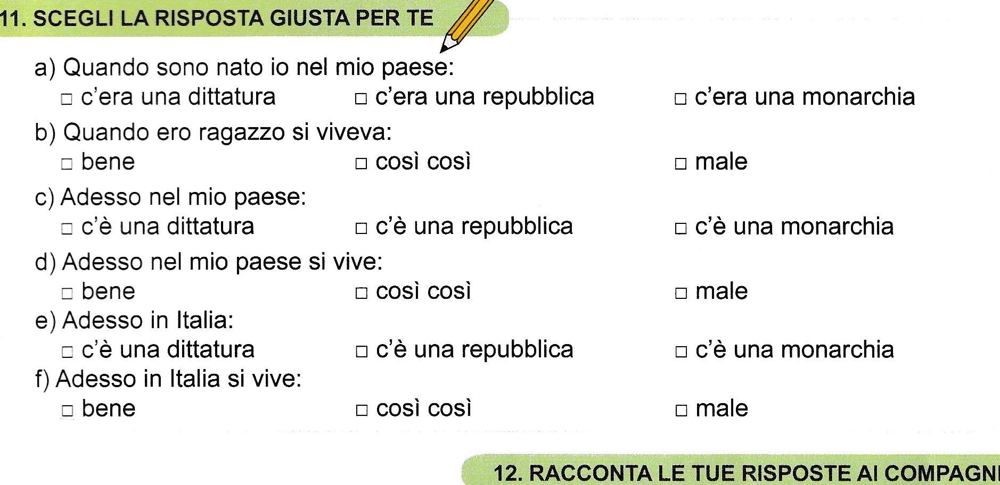 11. SCEGLI LA RISPOSTA GIUSTA PER TE
a) Quando sono nato io nel mio paese:
□ c'era una dittatura □ c'era una repubblica □ c'era una monarchia
b) Quando ero ragazzo si viveva:
□ bene □ così così □ male
c) Adesso nel mio paese:
□ c'è una dittatura □ c'è una repubblica □ c'è una monarchia
d) Adesso nel mio paese si vive:
□ bene □ così così □ male
e) Adesso in Italia:
□ c'è una dittatura □ c'è una repubblica □ c'è una monarchia
f) Adesso in Italia si vive:
□ bene □ così così □ male
12. RACCONTA LE TUE RISPOSTE AI COMPAGNI